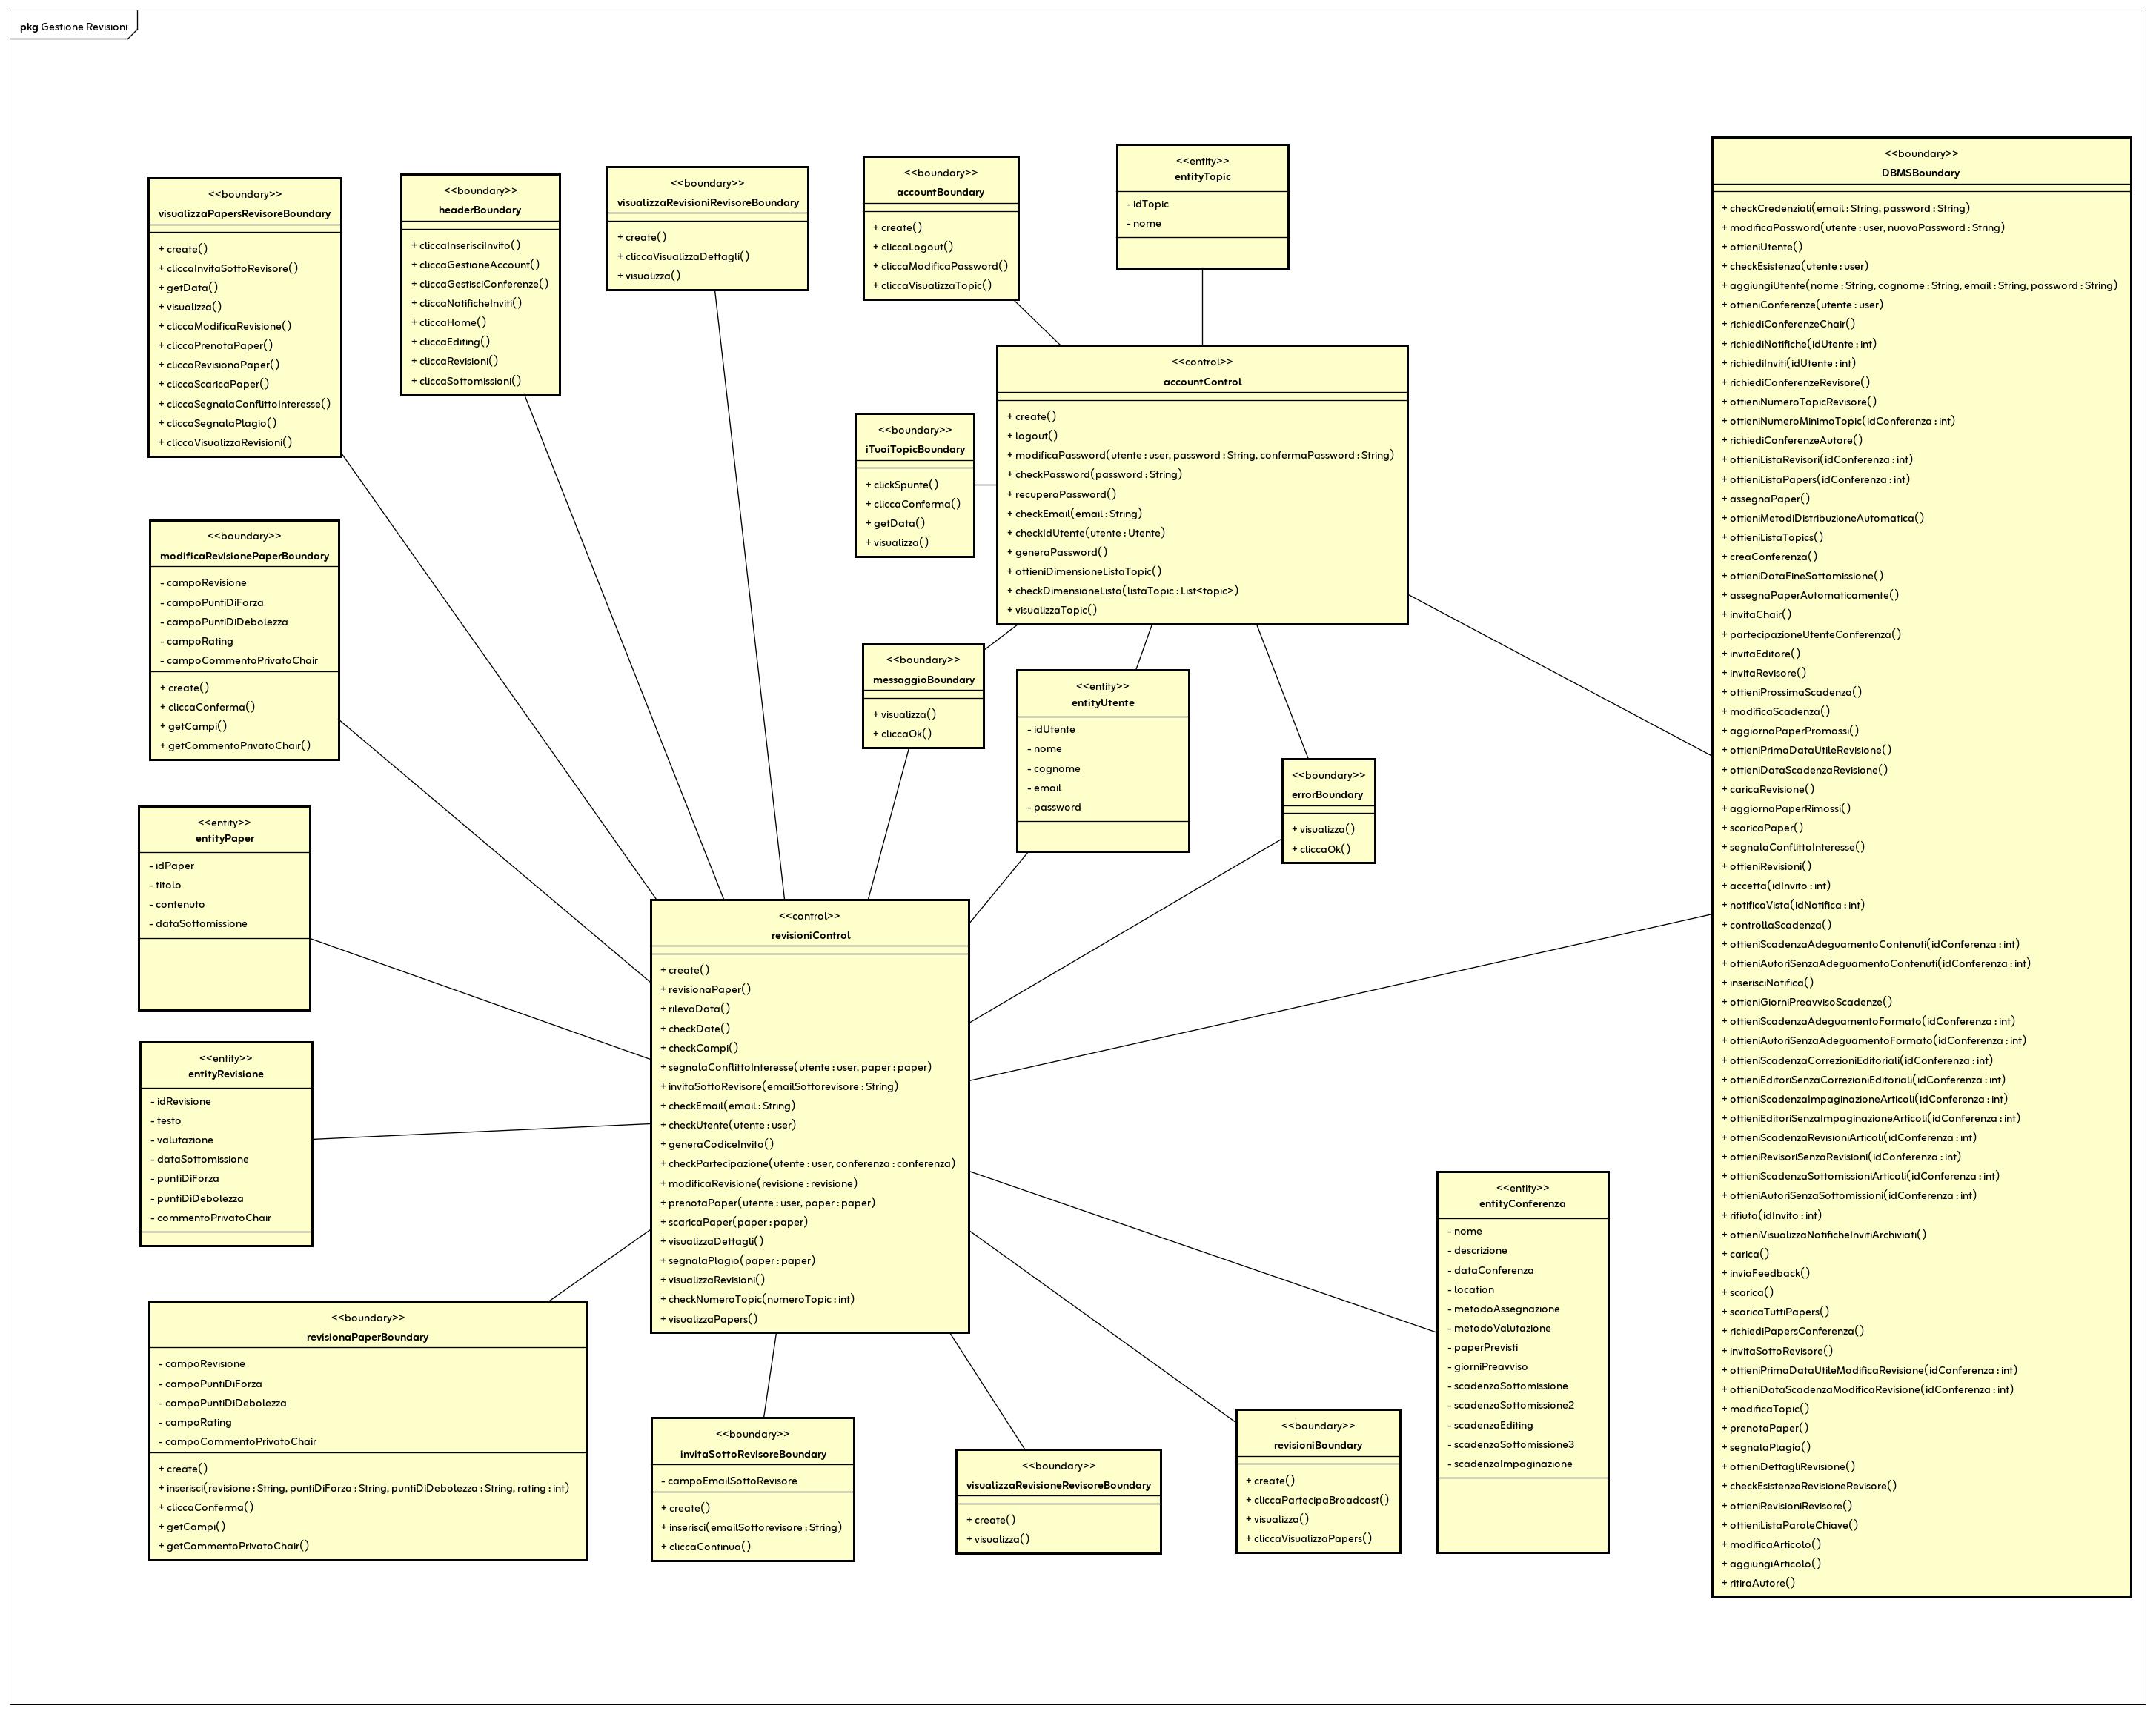 pkg Gestione Revisioni
<<boundary>>
visualizzaPapersRevisoreBoundary
+ create()
+ cliccaInvitaSottoRevisore()
+ getData()
+ visualizza()
+ cliccaModificaRevisione()
+ cliccaPrenotaPaper()
+ cliccaRevisionaPaper()
+ cliccaScaricaPaper()
+ cliccaSegnalaConflittoInteresse()
+ cliccaSegnalaPlagio()
+ cliccaVisualizzaRevisioni()
<<boundary>>
headerBoundary
+ cliccaInserisciInvito()
+ cliccaGestioneAccount()
+ cliccaGestisciConferenze()
+ cliccaNotificheInviti()
+ cliccaHome()
+ cliccaEditing()
+ cliccaRevisioni()
+ cliccaSottomissioni()
<<boundary>>
visualizzaRevisioniRevisoreBoundary
+ create()
+ cliccaVisualizzaDettagli()
+ visualizza()
<<boundary>>
accountBoundary
+ create()
+ cliccaLogout()
+ cliccaModificaPassword()
+ cliccaVisualizzaTopic()
<<entity>>
entityTopic
- idTopic
- nome
<<control>>
accountControl
+ create()
+ logout()
+ modificaPassword(utente : user, password : String, confermaPassword : String)
+ checkPassword(password : String)
+ recuperaPassword()
+ checkEmail(email : String)
+ checkIdUtente(utente : Utente)
+ generaPassword()
+ ottieniDimensioneListaTopic()
+ checkDimensioneLista(listaTopic : List<topic>)
+ visualizzaTopic()
<<boundary>>
iTuoiTopicBoundary
+ clickSpunte()
+ cliccaConferma()
+ getData()
+ visualizza()
<<boundary>>
modificaRevisionePaperBoundary
- campoRevisione
- campoPuntiDiForza
- campoPuntiDiDebolezza
- campoRating
- campoCommentoPrivatoChair
+ create()
+ cliccaConferma()
+ getCampi()
+ getCommentoPrivatoChair()
<<boundary>>
messaggioBoundary
+ visualizza()
+ cliccaOk()
<<entity>>
entityUtente
- idUtente
- nome
- cognome
- email
- password
<<boundary>>
errorBoundary
+ visualizza()
+ cliccaOk()
<<entity>>
entityPaper
- idPaper
- titolo
- contenuto
- dataSottomissione
<<control>>
revisioniControl
+ create()
+ revisionaPaper()
+ rilevaData()
+ checkDate()
+ checkCampi()
+ segnalaConflittoInteresse(utente : user, paper : paper)
+ invitaSottoRevisore(emailSottorevisore : String)
+ checkEmail(email : String)
+ checkUtente(utente : user)
+ generaCodiceInvito()
+ checkPartecipazione(utente : user, conferenza : conferenza)
+ modificaRevisione(revisione : revisione)
+ prenotaPaper(utente : user, paper : paper)
+ scaricaPaper(paper : paper)
+ visualizzaDettagli()
+ segnalaPlagio(paper : paper)
+ visualizzaRevisioni()
+ checkNumeroTopic(numeroTopic : int)
+ visualizzaPapers()
<<entity>>
entityRevisione
- idRevisione
- testo
- valutazione
- dataSottomissione
- puntiDiForza
- puntiDiDebolezza
- commentoPrivatoChair
<<boundary>>
revisionaPaperBoundary
- campoRevisione
- campoPuntiDiForza
- campoPuntiDiDebolezza
- campoRating
- campoCommentoPrivatoChair
+ create()
+ inserisci(revisione : String, puntiDiForza : String, puntiDiDebolezza : String, rating : int)
+ cliccaConferma()
+ getCampi()
+ getCommentoPrivatoChair()
<<boundary>>
invitaSottoRevisoreBoundary
- campoEmailSottoRevisore
+ create()
+ inserisci(emailSottorevisore : String)
+ cliccaContinua()
<<boundary>>
visualizzaRevisioneRevisoreBoundary
+ create()
+ visualizza()
<<boundary>>
revisioniBoundary
+ create()
+ cliccaPartecipaBroadcast()
+ visualizza()
+ cliccaVisualizzaPapers()
<<entity>>
entityConferenza
- nome
- descrizione
- dataConferenza
- location
- metodoAssegnazione
- metodoValutazione
- paperPrevisti
- giorniPreavviso
- scadenzaSottomissione
- scadenzaSottomissione2
- scadenzaEditing
- scadenzaSottomissione3
- scadenzaImpaginazione
<<boundary>>
DBMSBoundary
+ checkCredenziali(email : String, password : String)
+ modificaPassword(utente : user, nuovaPassword : String)
+ ottieniUtente()
+ checkEsistenza(utente : user)
+ aggiungiUtente(nome : String, cognome : String, email : String, password : String)
+ ottieniConferenze(utente : user)
+ richiediConferenzeChair()
+ richiediNotifiche(idUtente : int)
+ richiediInviti(idUtente : int)
+ richiediConferenzeRevisore()
+ ottieniNumeroTopicRevisore()
+ ottieniNumeroMinimoTopic(idConferenza : int)
+ richiediConferenzeAutore()
+ ottieniListaRevisori(idConferenza : int)
+ ottieniListaPapers(idConferenza : int)
+ assegnaPaper()
+ ottieniMetodiDistribuzioneAutomatica()
+ ottieniListaTopics()
+ creaConferenza()
+ ottieniDataFineSottomissione()
+ assegnaPaperAutomaticamente()
+ invitaChair()
+ partecipazioneUtenteConferenza()
+ invitaEditore()
+ invitaRevisore()
+ ottieniProssimaScadenza()
+ modificaScadenza()
+ aggiornaPaperPromossi()
+ ottieniPrimaDataUtileRevisione()
+ ottieniDataScadenzaRevisione()
+ caricaRevisione()
+ aggiornaPaperRimossi()
+ scaricaPaper()
+ segnalaConflittoInteresse()
+ ottieniRevisioni()
+ accetta(idInvito : int)
+ notificaVista(idNotifica : int)
+ controllaScadenza()
+ ottieniScadenzaAdeguamentoContenuti(idConferenza : int)
+ ottieniAutoriSenzaAdeguamentoContenuti(idConferenza : int)
+ inserisciNotifica()
+ ottieniGiorniPreavvisoScadenze()
+ ottieniScadenzaAdeguamentoFormato(idConferenza : int)
+ ottieniAutoriSenzaAdeguamentoFormato(idConferenza : int)
+ ottieniScadenzaCorrezioniEditoriali(idConferenza : int)
+ ottieniEditoriSenzaCorrezioniEditoriali(idConferenza : int)
+ ottieniScadenzaImpaginazioneArticoli(idConferenza : int)
+ ottieniEditoriSenzaImpaginazioneArticoli(idConferenza : int)
+ ottieniScadenzaRevisioniArticoli(idConferenza : int)
+ ottieniRevisoriSenzaRevisioni(idConferenza : int)
+ ottieniScadenzaSottomissioniArticoli(idConferenza : int)
+ ottieniAutoriSenzaSottomissioni(idConferenza : int)
+ rifiuta(idInvito : int)
+ ottieniVisualizzaNotificheInvitiArchiviati()
+ carica()
+ inviaFeedback()
+ scarica()
+ scaricaTuttiPapers()
+ richiediPapersConferenza()
+ invitaSottoRevisore()
+ ottieniPrimaDataUtileModificaRevisione(idConferenza : int)
+ ottieniDataScadenzaModificaRevisione(idConferenza : int)
+ modificaTopic()
+ prenotaPaper()
+ segnalaPlagio()
+ ottieniDettagliRevisione()
+ checkEsistenzaRevisioneRevisore()
+ ottieniRevisioniRevisore()
+ ottieniListaParoleChiave()
+ modificaArticolo()
+ aggiungiArticolo()
+ ritiraAutore()